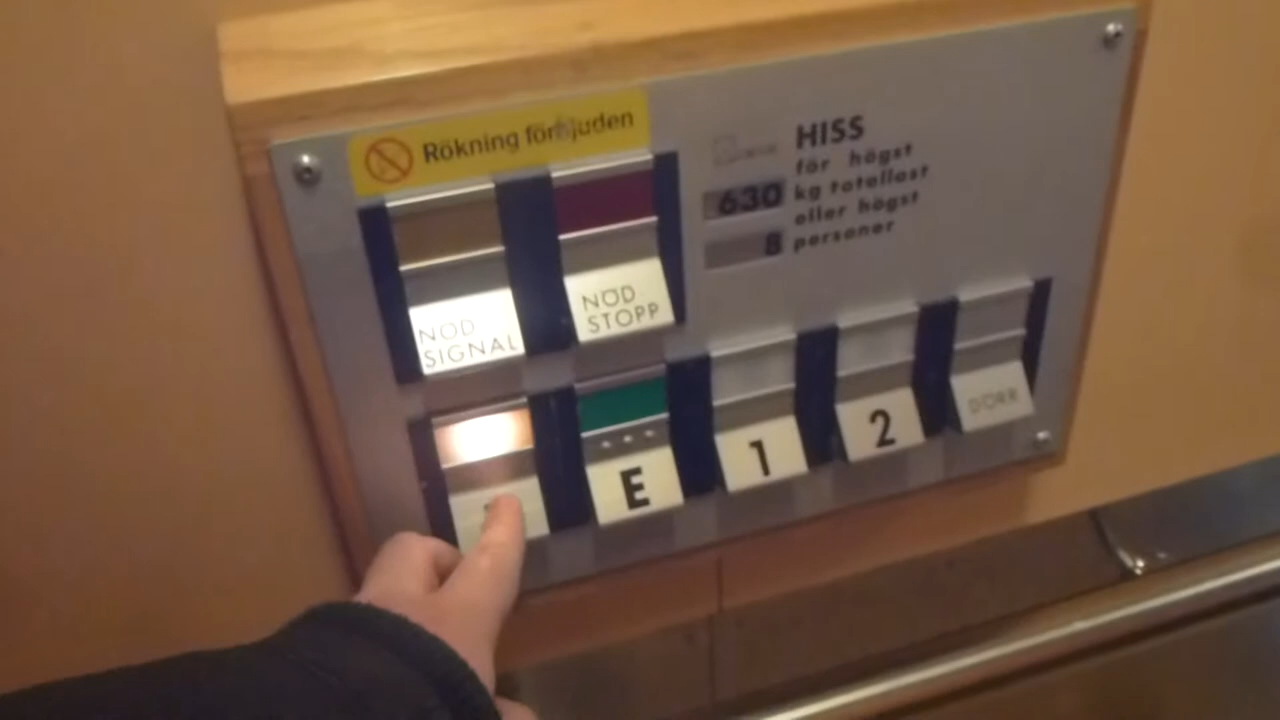 Rökning förbjuden
HISS
för högst
630 kg totallast
eller högst
8 personer
NÖD
SIGNAL
NÖD
STOPP
E
1
2
DÖRR